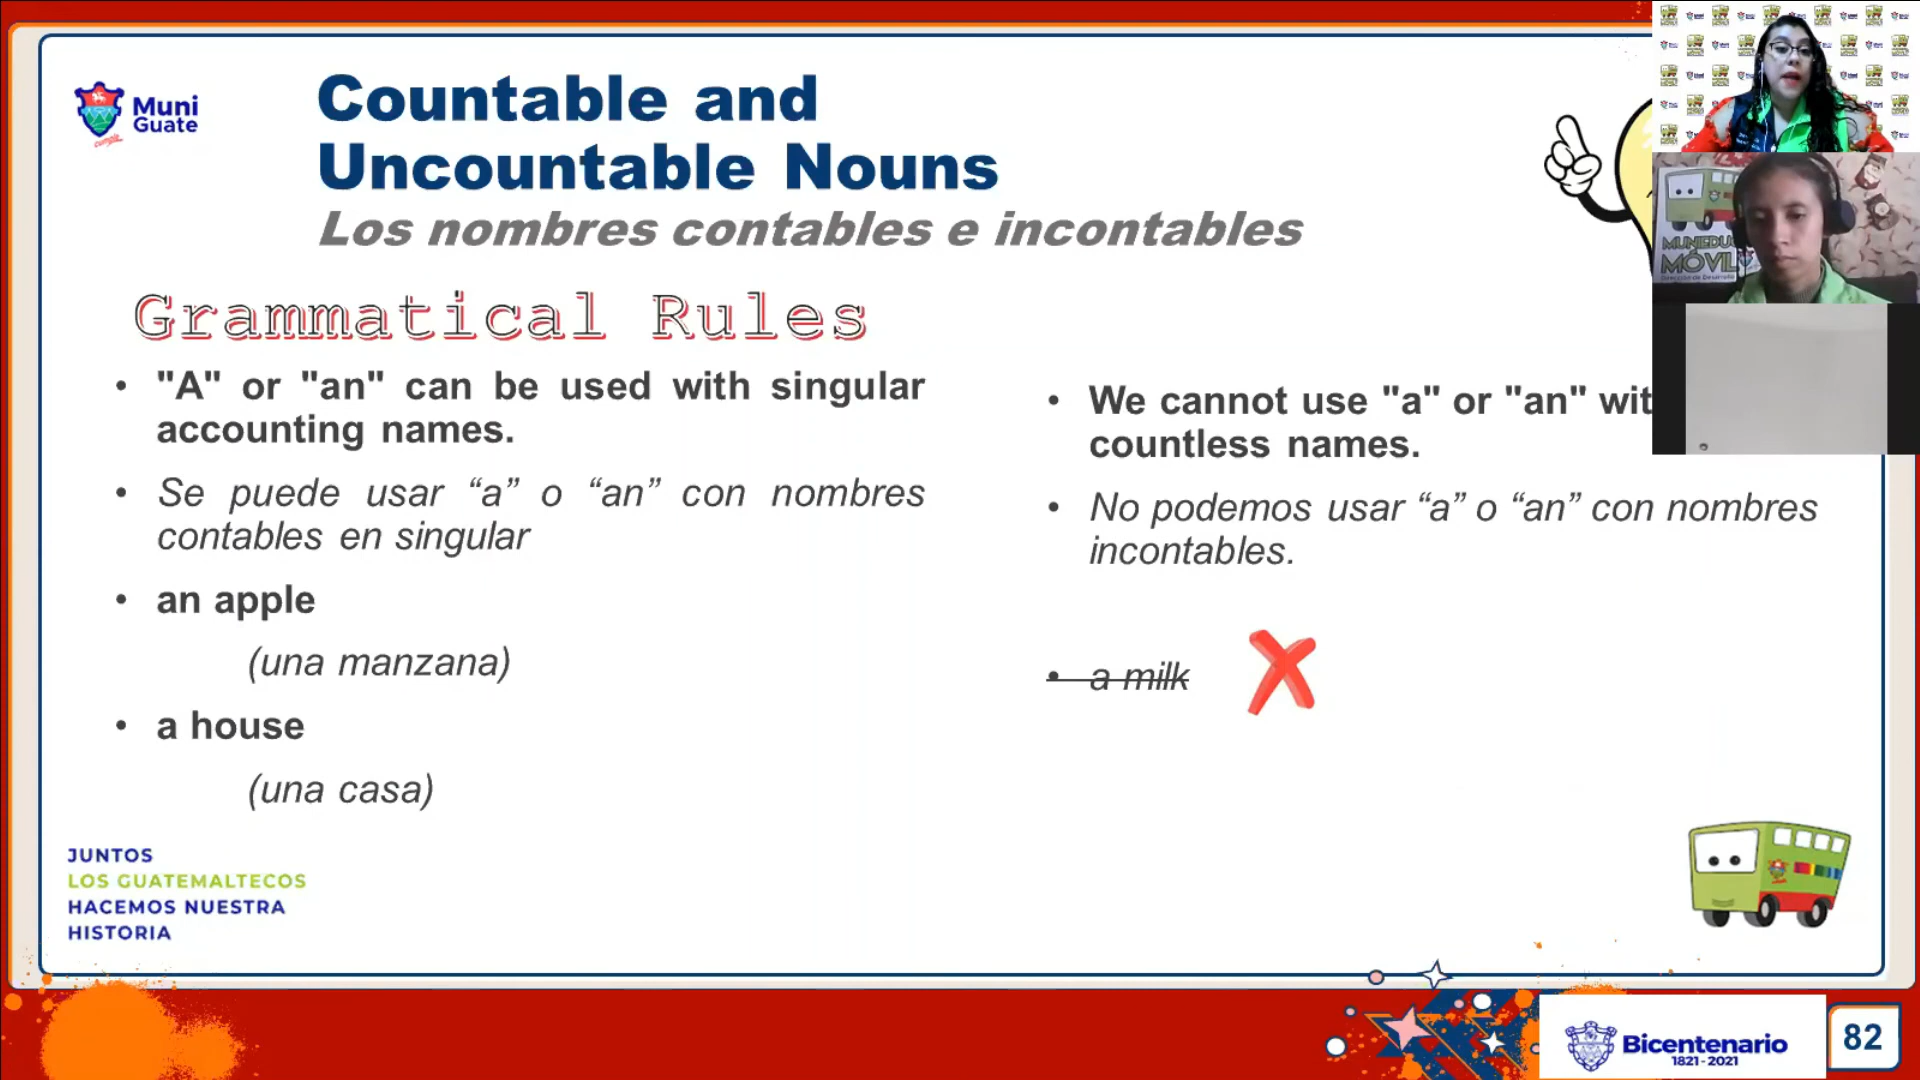 Muni
Guate
Countable and
Uncountable Nouns
Los nombres contables e incontables
Grammatical Rules
• "A" or "an" can be used with singular
accounting names.
• Se puede usar “a” o “an” con nombres
contables en singular
• an apple
(una manzana)
• a house
(una casa)
• We cannot use "a" or "an" wit
countless names.
• No podemos usar “a” o “an” con nombres
incontables.
• a milk
MUNIEDU
MÓVIL
JUNTOS
LOS GUATEMALTECOS
HACEMOS NUESTRA
HISTORIA
Bicentenario
1821-2021
82